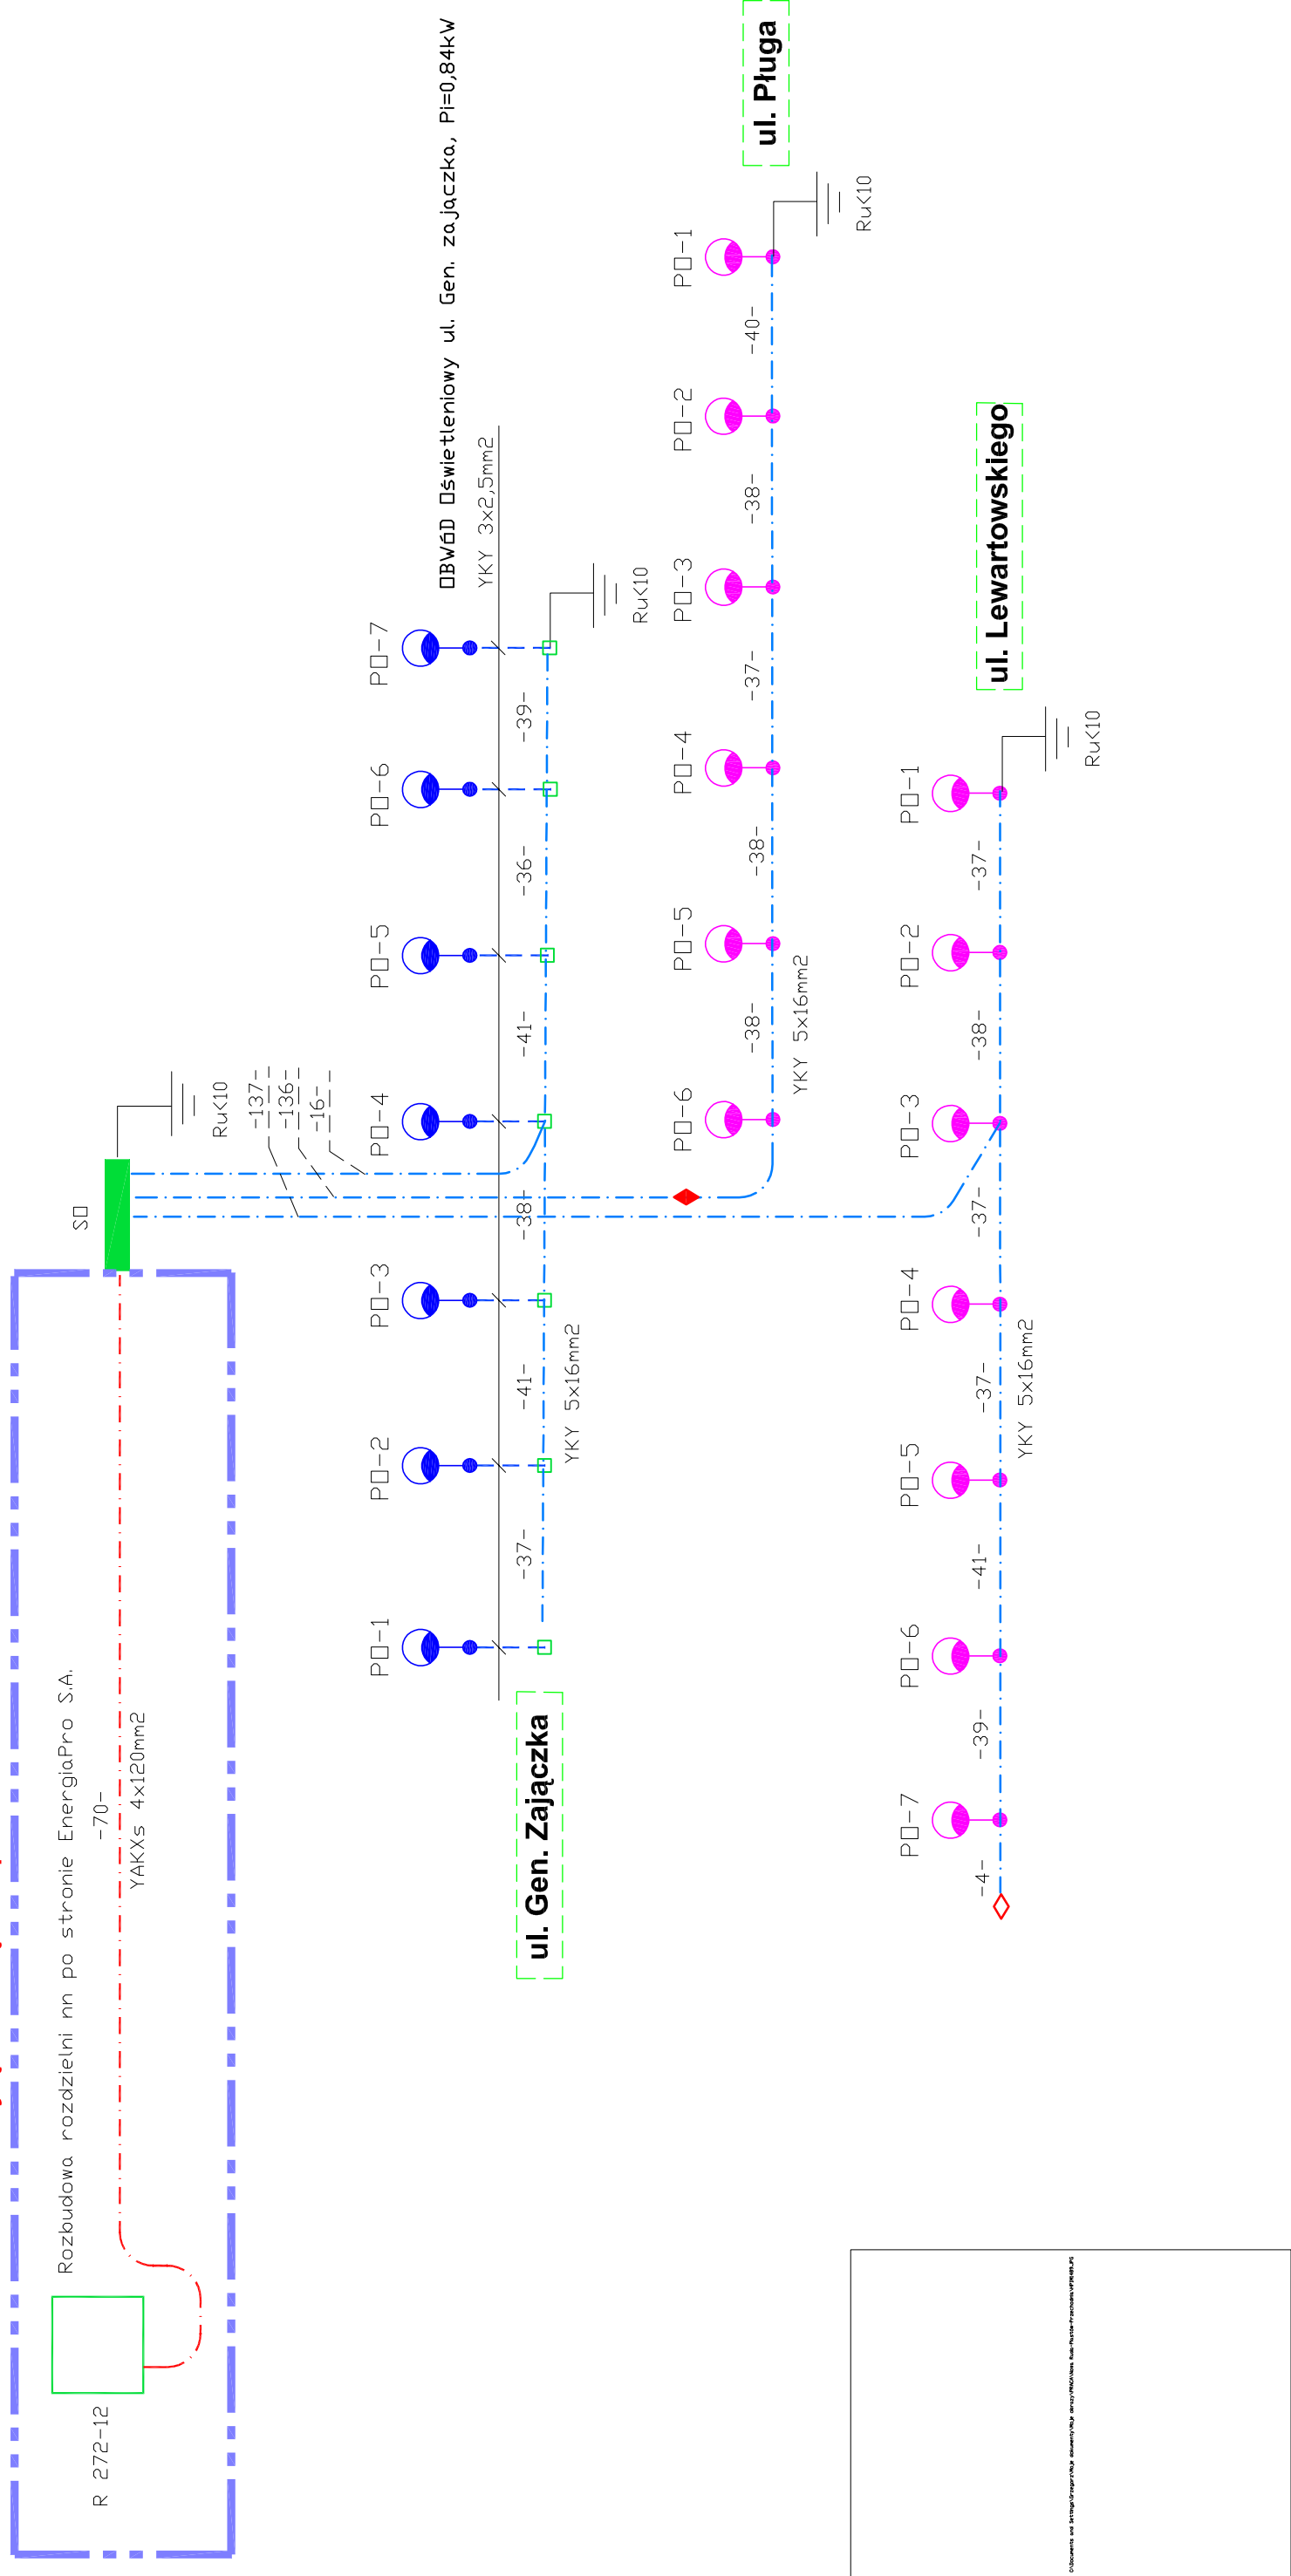 R 272-12
Rozbudowa rozdzielni nn po stronie EnergiaPro S.A.
-70-
YAKXs 4x120mm2
SO
Ru<10
-137-
-136-
-16-
OBWÓD Oświetleniowy ul. Gen. zajączka, Pi=0,84kW
YKY 3x2,5mm2
PO-1
PO-2
PO-3
PO-4
PO-5
PO-6
PO-7
ul. Gen. Zajączka
-37-
-41-
-38-
-41-
-36-
-39-
YKY 5x16mm2
Ru<10
PO-6
PO-5
PO-4
PO-3
PO-2
PO-1
-38-
-38-
-37-
-38-
-40-
YKY 5x16mm2
Ru<10
ul. Pługa
PO-7
PO-6
PO-5
PO-4
PO-3
PO-2
PO-1
-4-
-39-
-41-
-37-
-37-
-38-
-37-
YKY 5x16mm2
Ru<10
ul. Lewartowskiego